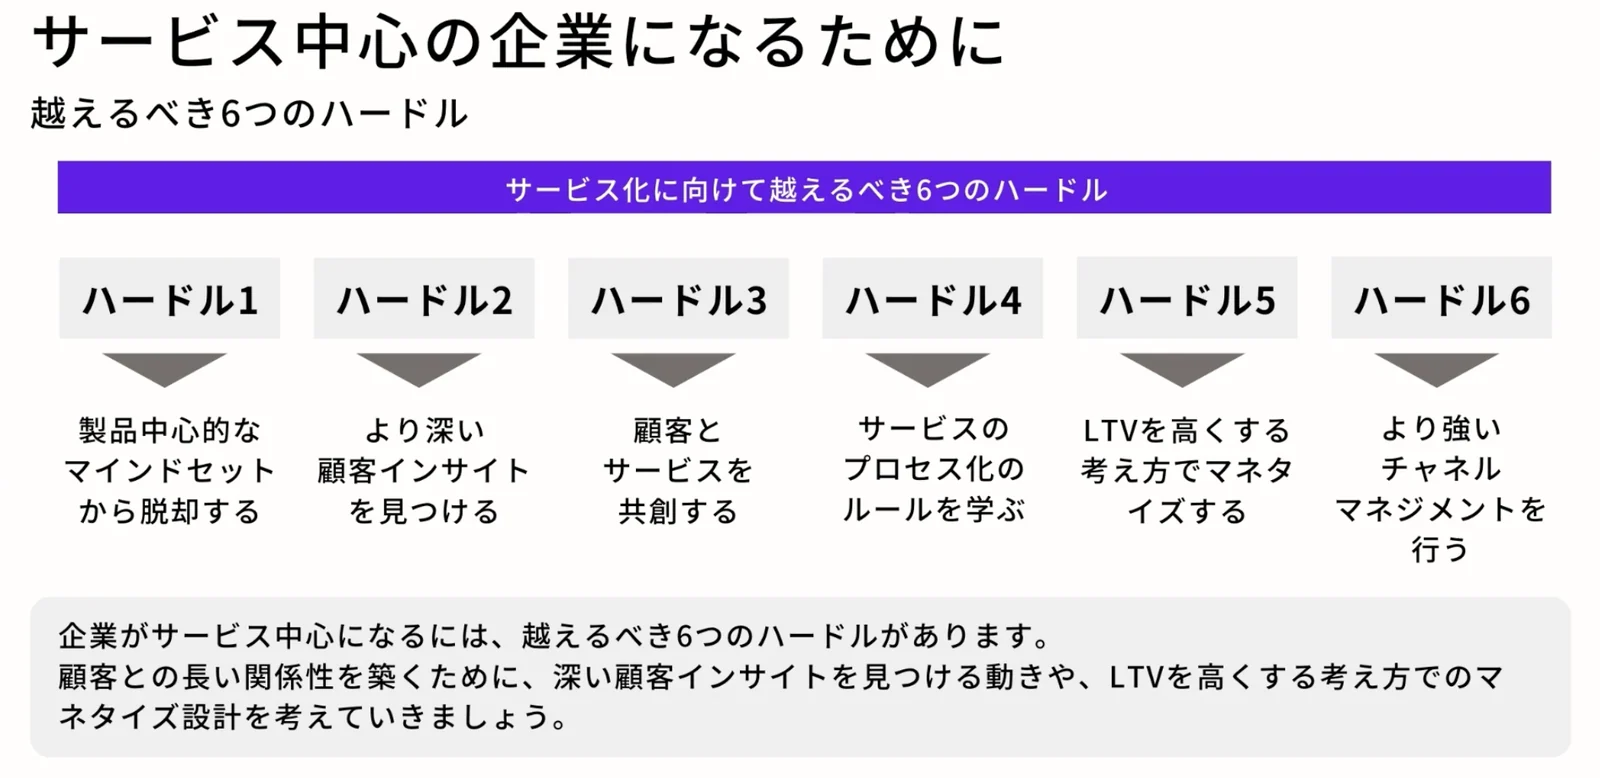 サービス中心の企業になるために
越えるべき6つのハードル
サービス化に向けて越えるべき6つのハードル
ハードル1
製品中心的な
マインドセット
から脱却する
ハードル2
より深い
顧客インサイト
を見つける
ハードル3
顧客と
サービスを
共創する
ハードル4
サービスの
プロセス化の
ルールを学ぶ
ハードル5
LTVを高くする
考え方でマネタ
イズする
ハードル6
より強い
チャネル
マネジメントを
行う
企業がサービス中心になるには、越えるべき6つのハードルがあります。
顧客との長い関係性を築くために、深い顧客インサイトを見つける動きや、LTVを高くする考え方でのマ
ネタイズ設計を考えていきましょう。